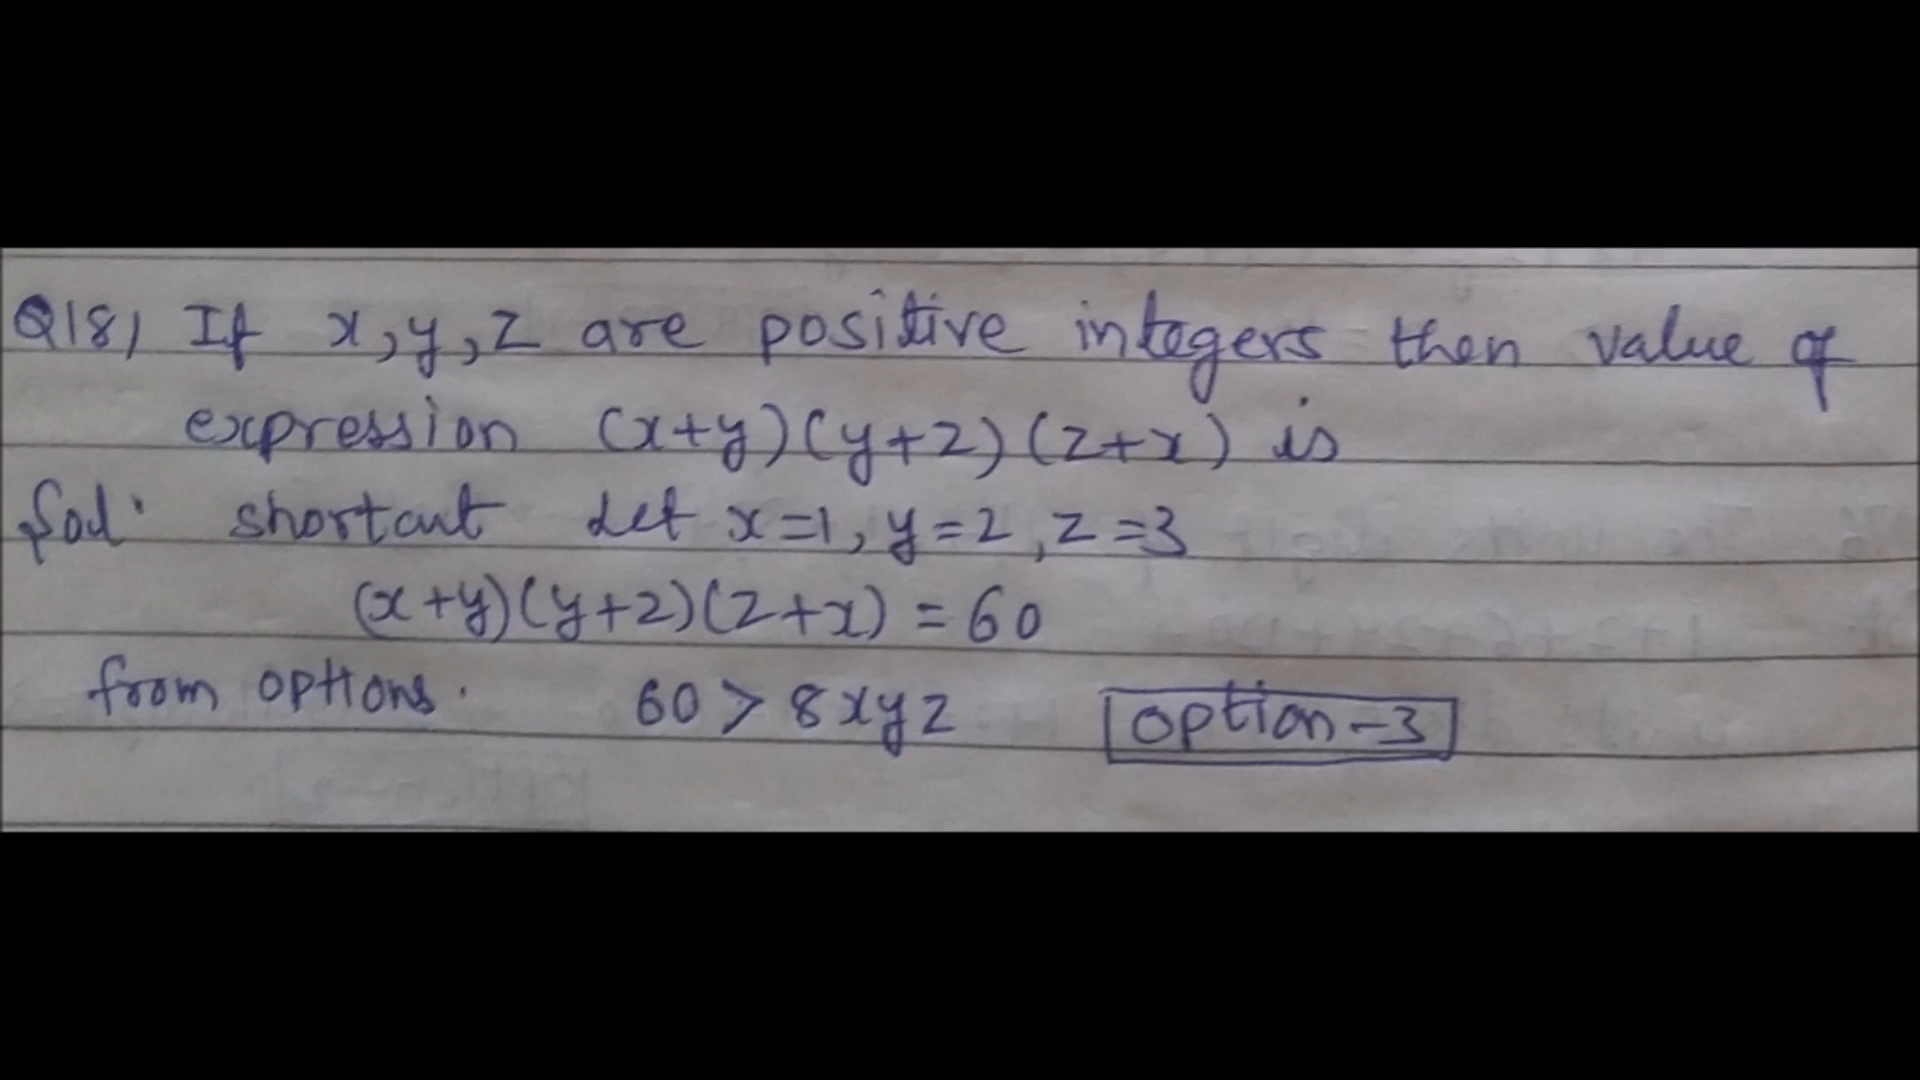 Q18) If x, y, z are positive integers then value of
expression (x+y)(y+z)(z+x) is
Sol. shortcut Let x=1, y=2, z=3
(x+y)(y+z)(z+x) = 60
from options. 60 > 8xyz option-3